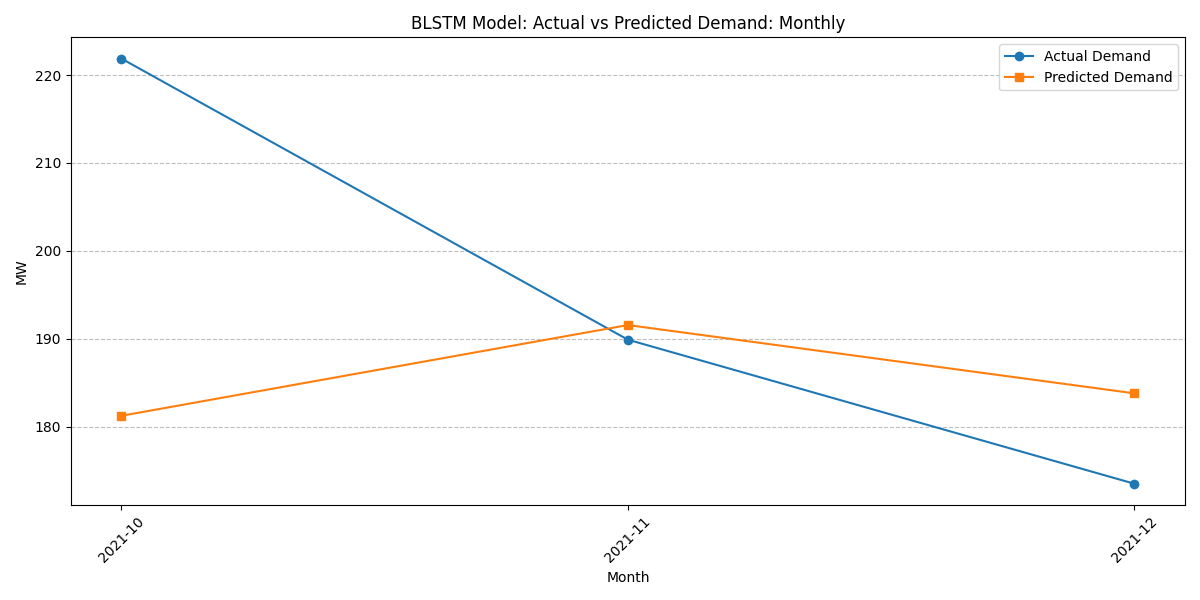 BLSTM Model: Actual vs Predicted Demand: Monthly
Actual Demand
Predicted Demand
220
210
200
190
180
MW
2021-10
2021-11
2021-12
Month